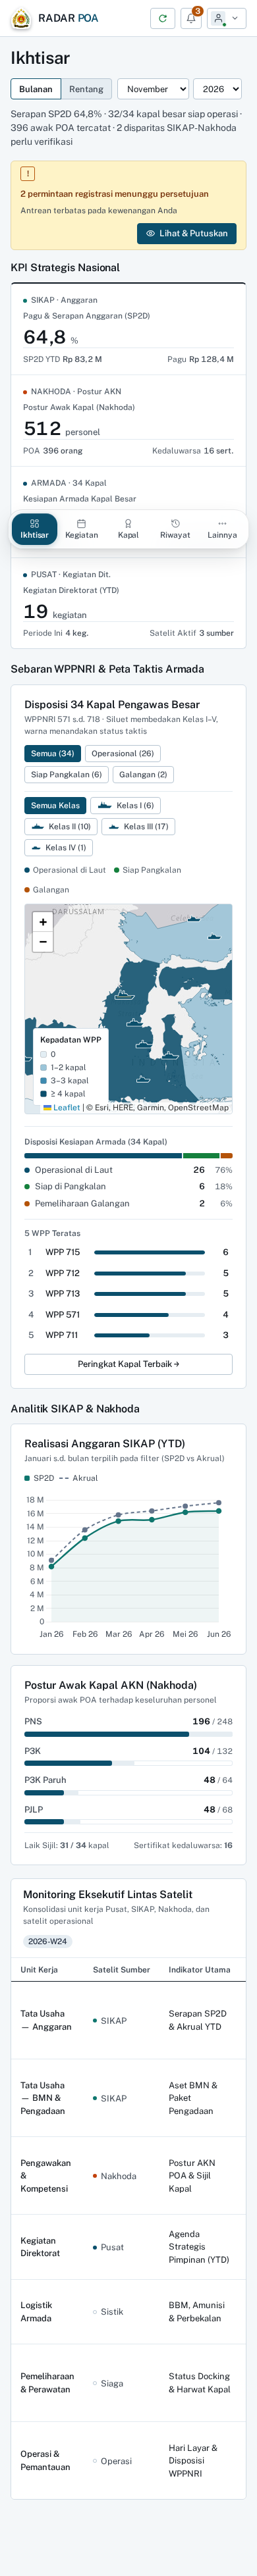 RADAR POA
3
Ikhtisar
Bulanan Rentang November 2026
Serapan SP2D 64,8% · 32/34 kapal besar siap operasi ·
396 awak POA tercatat · 2 disparitas SIKAP-Nakhoda
perlu verifikasi
!
2 permintaan registrasi menunggu persetujuan
Antrean terbatas pada kewenangan Anda
Lihat & Putuskan
KPI Strategis Nasional
SIKAP · Anggaran
Pagu & Serapan Anggaran (SP2D)
64,8 %
SP2D YTD Rp 83,2 M Pagu Rp 128,4 M
NAKHODA · Postur AKN
Postur Awak Kapal (Nakhoda)
512 personel
POA 396 orang Kedaluwarsa 16 sert.
ARMADA · 34 Kapal
Kesiapan Armada Kapal Besar
Ikhtisar Kegiatan Kapal Riwayat Lainnya
PUSAT · Kegiatan Dit.
Kegiatan Direktorat (YTD)
19 kegiatan
Periode Ini 4 keg. Satelit Aktif 3 sumber
Sebaran WPPNRI & Peta Taktis Armada
Disposisi 34 Kapal Pengawas Besar
WPPNRI 571 s.d. 718 · Siluet membedakan Kelas I–V,
warna menandakan status taktis
Semua (34) Operasional (26)
Siap Pangkalan (6) Galangan (2)
Semua Kelas Kelas I (6)
Kelas II (10) Kelas III (17)
Kelas IV (1)
Operasional di Laut Siap Pangkalan
Galangan
DARUSSALAM
+
−
Kepadatan WPP
0
1–2 kapal
3–3 kapal
≥ 4 kapal
Leaflet | © Esri, HERE, Garmin, OpenStreetMap
Disposisi Kesiapan Armada (34 Kapal)
Operasional di Laut 26 76%
Siap di Pangkalan 6 18%
Pemeliharaan Galangan 2 6%
5 WPP Teratas
1 WPP 715 6
2 WPP 712 5
3 WPP 713 5
4 WPP 571 4
5 WPP 711 3
Peringkat Kapal Terbaik →
Analitik SIKAP & Nakhoda
Realisasi Anggaran SIKAP (YTD)
Januari s.d. bulan terpilih pada filter (SP2D vs Akrual)
SP2D Akrual
18 M
16 M
14 M
12 M
10 M
8 M
6 M
4 M
2 M
0
Jan 26 Feb 26 Mar 26 Apr 26 Mei 26 Jun 26
Postur Awak Kapal AKN (Nakhoda)
Proporsi awak POA terhadap keseluruhan personel
PNS 196 / 248
P3K 104 / 132
P3K Paruh 48 / 64
PJLP 48 / 68
Laik Sijil: 31 / 34 kapal Sertifikat kedaluwarsa: 16
Monitoring Eksekutif Lintas Satelit
Konsolidasi unit kerja Pusat, SIKAP, Nakhoda, dan
satelit operasional
2026-W24
Unit Kerja Satelit Sumber Indikator Utama
Tata Usaha
— Anggaran
SIKAP
Serapan SP2D
& Akrual YTD
Tata Usaha
— BMN &
Pengadaan
SIKAP
Aset BMN &
Paket
Pengadaan
Pengawakan
&
Kompetensi
Nakhoda
Postur AKN
POA & Sijil
Kapal
Kegiatan
Direktorat
Pusat
Agenda
Strategis
Pimpinan (YTD)
Logistik
Armada
Sistik
BBM, Amunisi
& Perbekalan
Pemeliharaan
& Perawatan
Siaga
Status Docking
& Harwat Kapal
Operasi &
Pemantauan
Operasi
Hari Layar &
Disposisi
WPPNRI